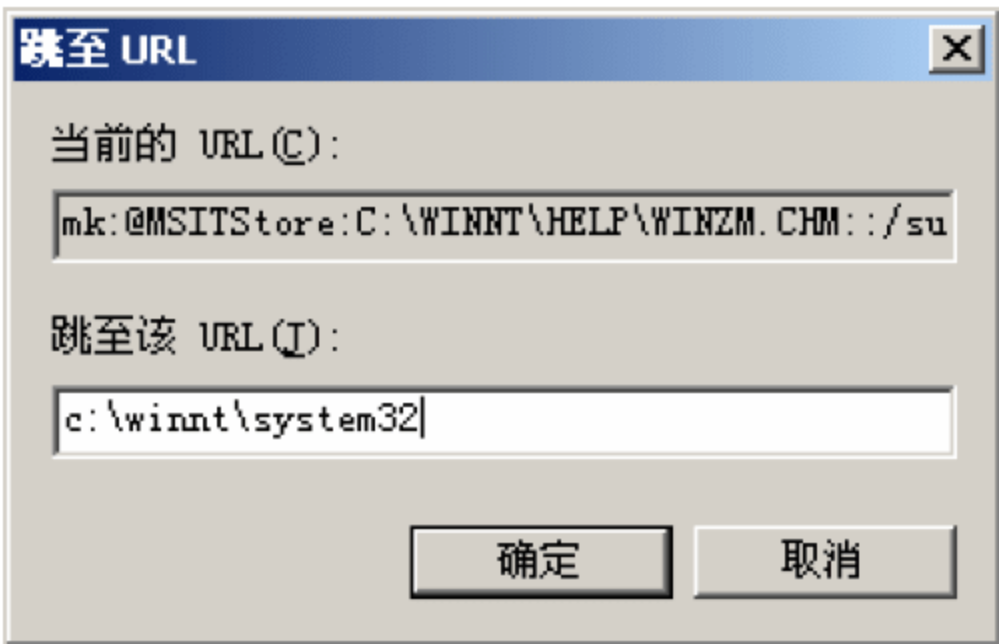 跳至 URL
当前的 URL(C):
mk:@MSITStore:C:\WINNT\HELP\WINZM.CHM::/su
跳至该 URL(J):
c:\winnt\system32
确定 取消